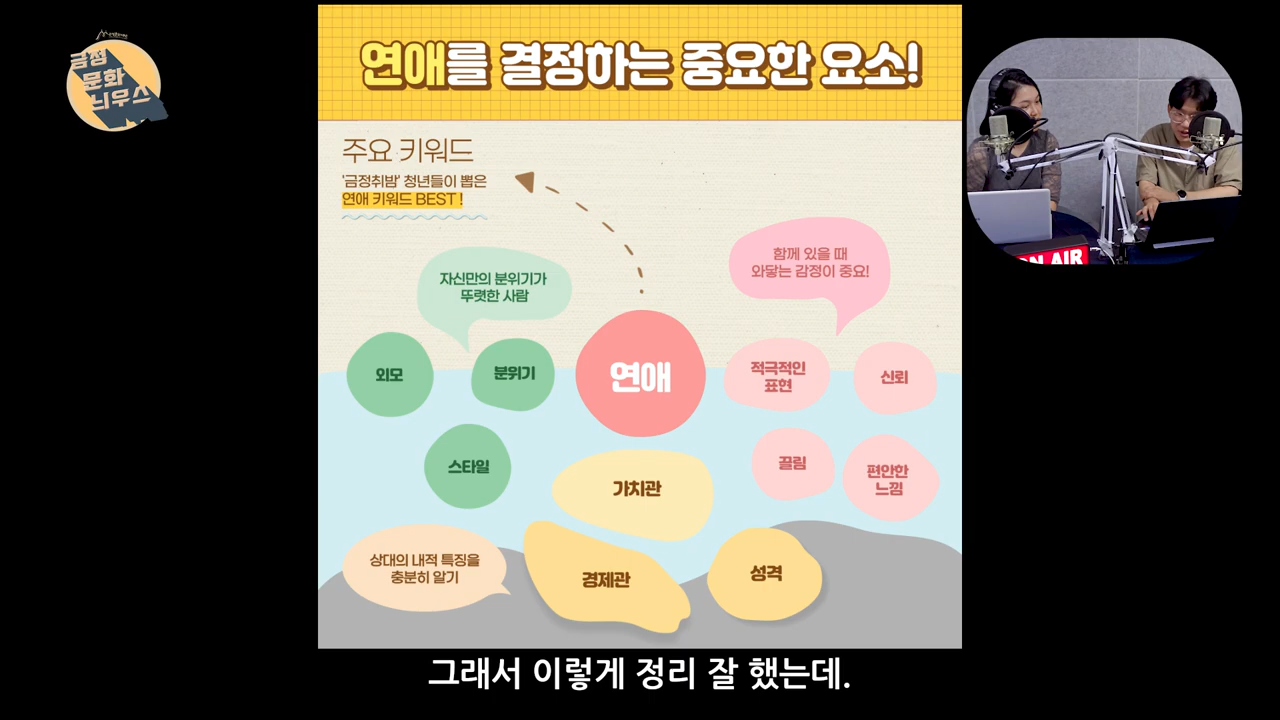 금정
문화
늬우스
연애를 결정하는 중요한 요소!
주요 키워드
'금정취밤' 청년들이 뽑은
연애 키워드 BEST !
자신만의 분위기가
뚜렷한 사람
함께 있을 때
와닿는 감정이 중요!
외모
분위기
연애
적극적인
표현
신뢰
스타일
가치관
끌림
편안한
느낌
상대의 내적 특징을
충분히 알기
경제관
성격
ON AIR
그래서 이렇게 정리 잘 했는데.